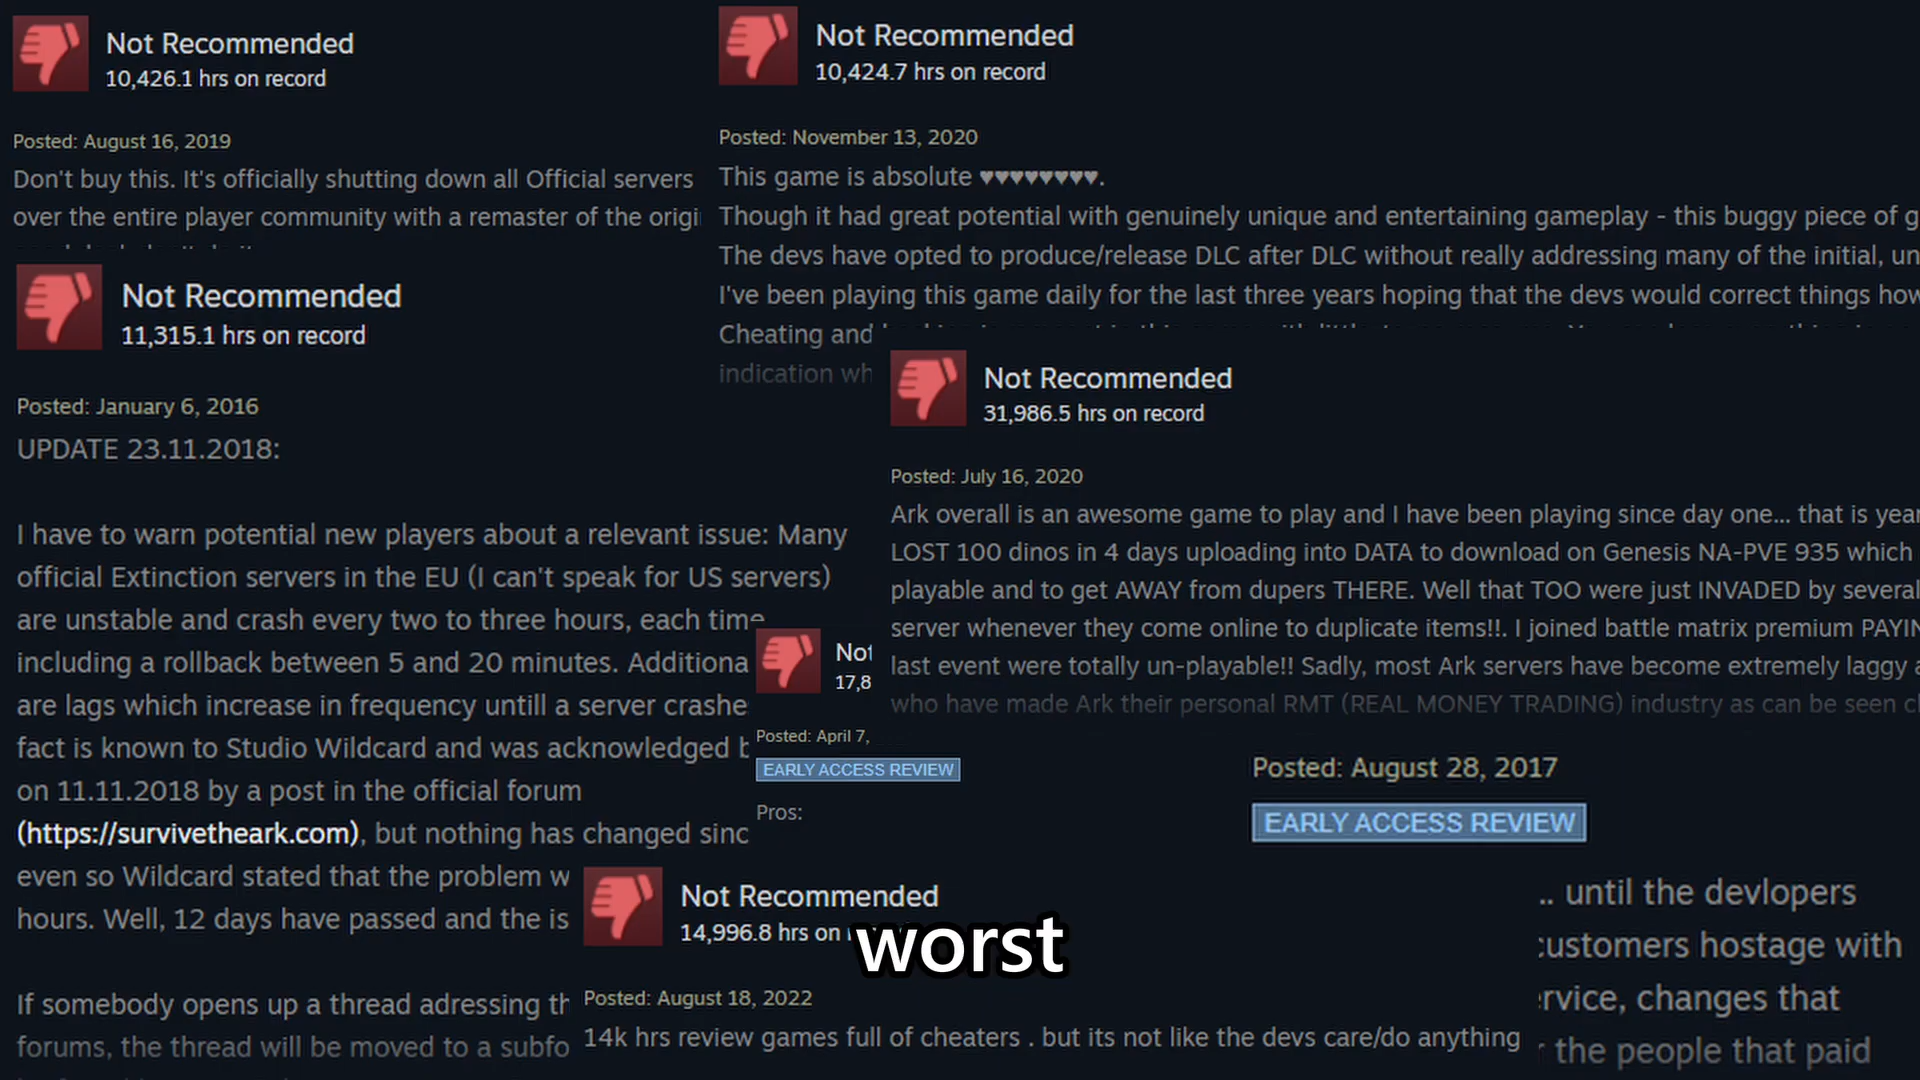 Not Recommended
10,426.1 hrs on record
Posted: August 16, 2019
Don't buy this. It's officially shutting down all Official servers
over the entire player community with a remaster of the origi
Not Recommended
10,424.7 hrs on record
Posted: November 13, 2020
This game is absolute ♥♥♥♥♥♥♥♥.
Though it had great potential with genuinely unique and entertaining gameplay - this buggy piece of g
The devs have opted to produce/release DLC after DLC without really addressing many of the initial, un
I've been playing this game daily for the last three years hoping that the devs would correct things how
Cheating and
indication wh
Not Recommended
11,315.1 hrs on record
Posted: January 6, 2016
UPDATE 23.11.2018:
I have to warn potential new players about a relevant issue: Many
official Extinction servers in the EU (I can't speak for US servers)
are unstable and crash every two to three hours, each time
including a rollback between 5 and 20 minutes. Additiona
are lags which increase in frequency untill a server crashe
fact is known to Studio Wildcard and was acknowledged b
on 11.11.2018 by a post in the official forum
(https://survivetheark.com), but nothing has changed sinc
even so Wildcard stated that the problem w
hours. Well, 12 days have passed and the is
If somebody opens up a thread adressing th
forums, the thread will be moved to a subfo
Not Recommended
31,986.5 hrs on record
Posted: July 16, 2020
Ark overall is an awesome game to play and I have been playing since day one... that is year
LOST 100 dinos in 4 days uploading into DATA to download on Genesis NA-PVE 935 which
playable and to get AWAY from dupers THERE. Well that TOO were just INVADED by several
server whenever they come online to duplicate items!!. I joined battle matrix premium PAYIN
last event were totally un-playable!! Sadly, most Ark servers have become extremely laggy a
who have made Ark their personal RMT (REAL MONEY TRADING) industry as can be seen cl
Not
17,8
Posted: April 7,
EARLY ACCESS REVIEW
Pros:
Posted: August 28, 2017
EARLY ACCESS REVIEW
.. until the devlopers
customers hostage with
rvice, changes that
the people that paid
Not Recommended
14,996.8 hrs on
worst
Posted: August 18, 2022
14k hrs review games full of cheaters . but its not like the devs care/do anything